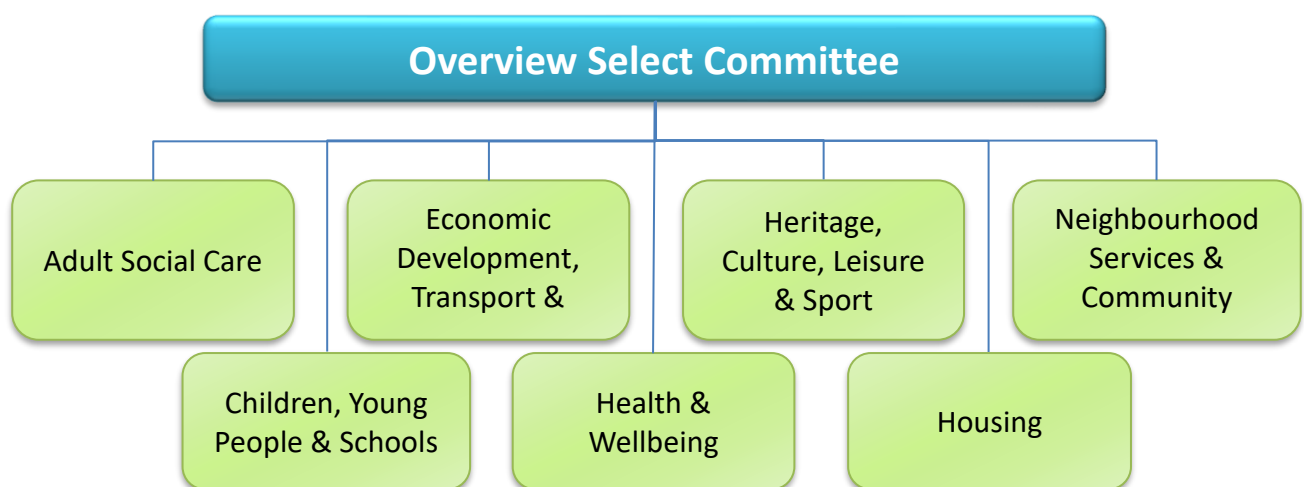 Overview Select Committee
Adult Social Care
Economic
Development,
Transport &
Heritage,
Culture, Leisure
& Sport
Neighbourhood
Services &
Community
Children, Young
People & Schools
Health &
Wellbeing
Housing